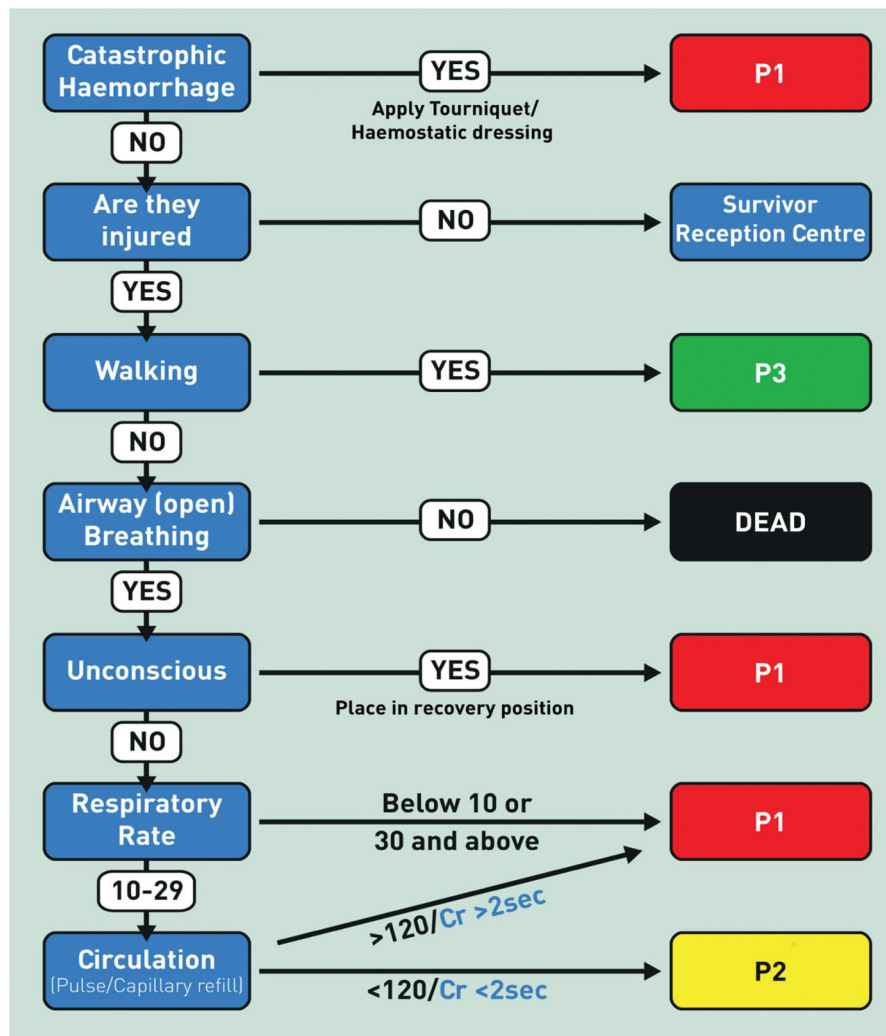 Catastrophic
Haemorrhage
YES
Apply Tourniquet/
Haemostatic dressing
P1
NO
Are they
injured
NO
Survivor
Reception Centre
YES
Walking
YES
P3
NO
Airway (open)
Breathing
NO
DEAD
YES
Unconscious
YES
Place in recovery position
P1
NO
Respiratory
Rate
Below 10 or
30 and above
P1
10-29
>120/Cr >2sec
Circulation
(Pulse/Capillary refill)
<120/Cr <2sec
P2